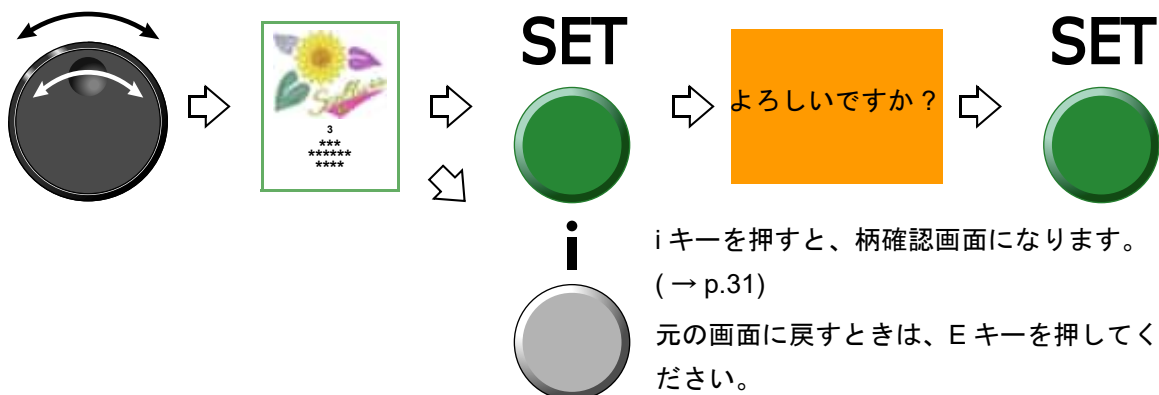 SET
SET
よろしいですか？
Sunflower
3
***
******
****
i
i キーを押すと、柄確認画面になります。
( → p.31)
元の画面に戻すときは、E キーを押してく
ださい。